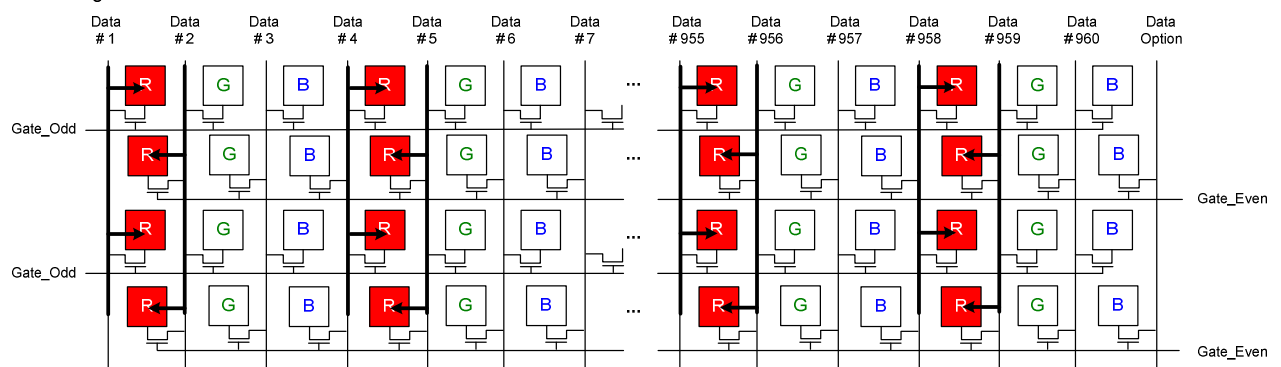 Data Data Data Data Data Data Data Data Data Data Data Data Data Data
#1 #2 #3 #4 #5 #6 #7 #955 #956 #957 #958 #959 #960 Option
R G B R G B ... R G B R G B
Gate_Odd
R G B R G B ... R G B R G B
Gate_Even
R G B R G B ... R G B R G B
Gate_Odd
R G B R G B ... R G B R G B
Gate_Even